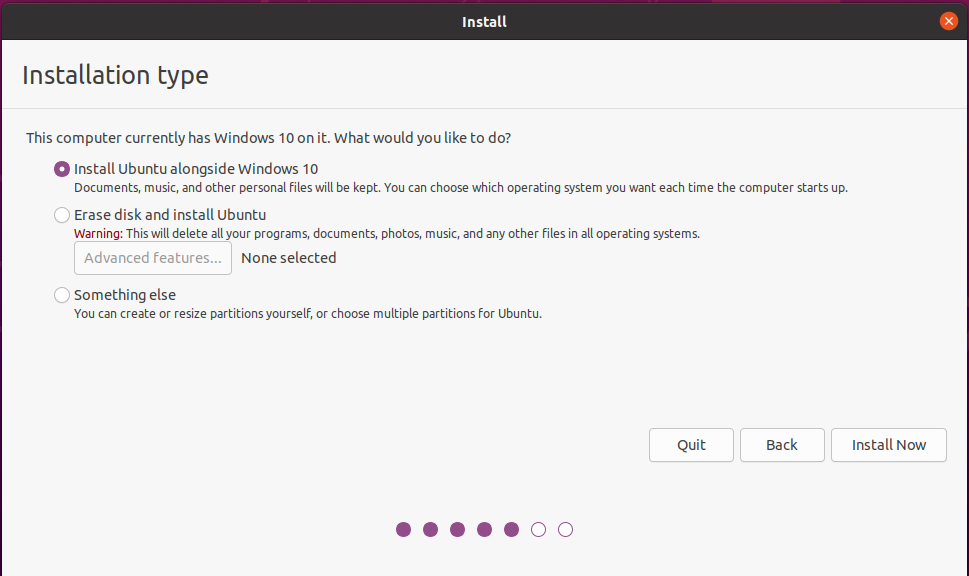 Install
Installation type
This computer currently has Windows 10 on it. What would you like to do?
Install Ubuntu alongside Windows 10
Documents, music, and other personal files will be kept. You can choose which operating system you want each time the computer starts up.
Erase disk and install Ubuntu
Warning: This will delete all your programs, documents, photos, music, and any other files in all operating systems.
Advanced features... None selected
Something else
You can create or resize partitions yourself, or choose multiple partitions for Ubuntu.
Quit Back Install Now